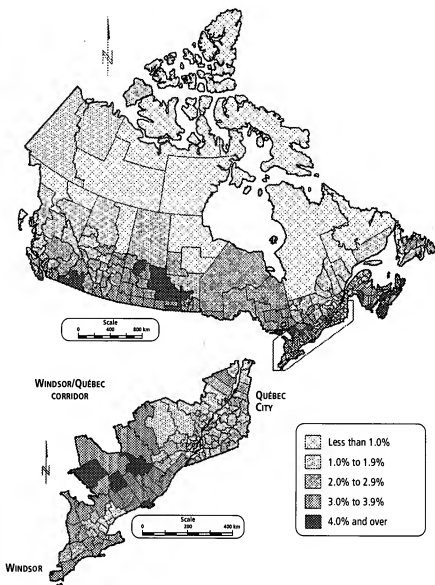 Scale
0 400 800 km
WINDSOR/QUÉBEC
CORRIDOR
QUÉBEC
CITY
Less than 1.0%
1.0% to 1.9%
2.0% to 2.9%
3.0% to 3.9%
4.0% and over
Scale
0 200 400 km
WINDSOR